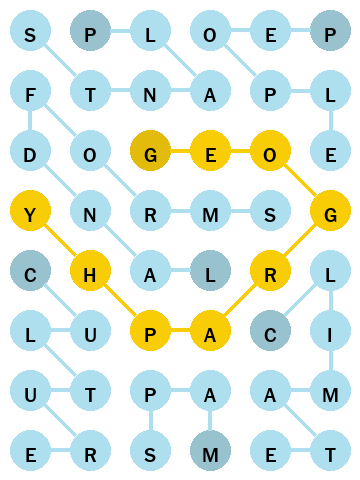 S P L O E P
F T N A P L
D O G E O E
Y N R M S G
C H A L R L
L U P A C I
U T P A A M
E R S M E T